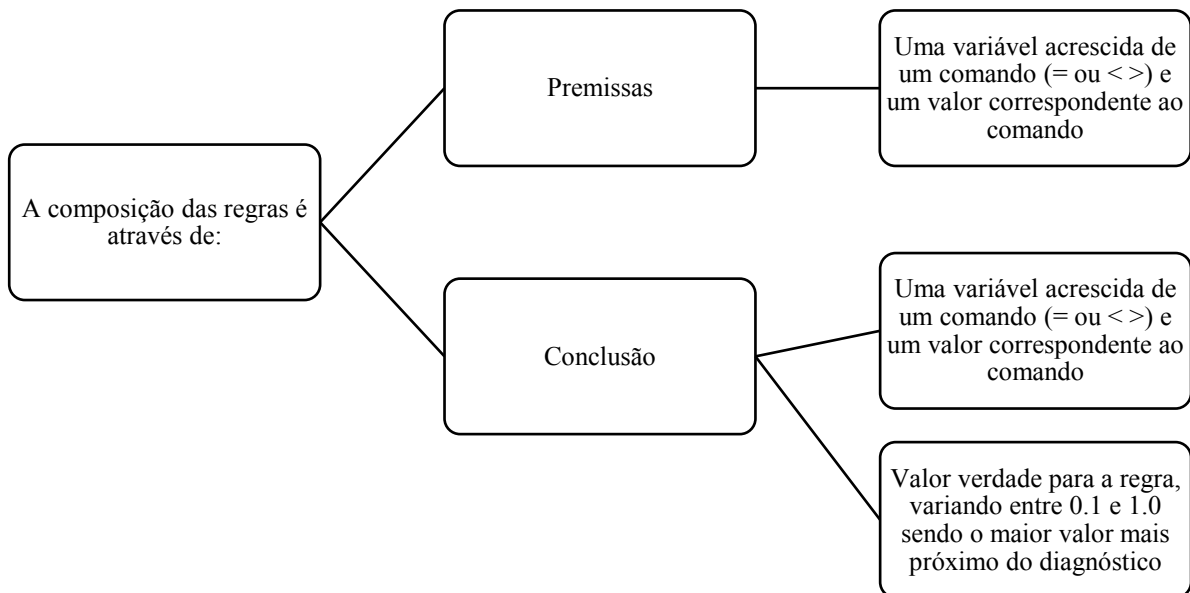 A composição das regras é
através de:
Premissas
Uma variável acrescida de
um comando (= ou < >) e
um valor correspondente ao
comando
Conclusão
Uma variável acrescida de
um comando (= ou < >) e
um valor correspondente ao
comando
Valor verdade para a regra,
variando entre 0.1 e 1.0
sendo o maior valor mais
próximo do diagnóstico